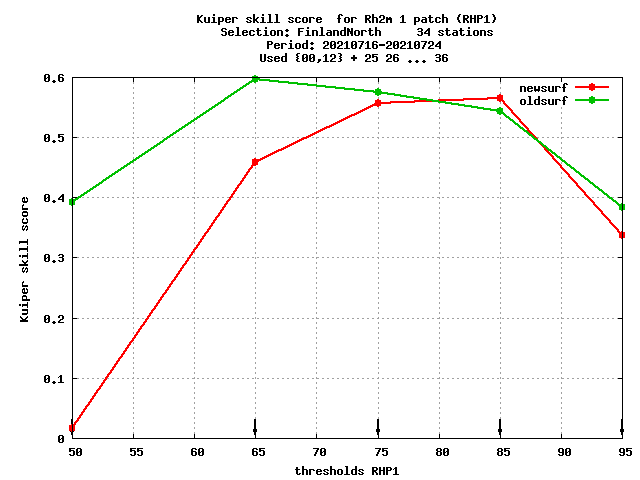 Kuiper skill score  for Rh2m 1 patch (RHP1)
Selection: FinlandNorth     34 stations
Period: 20210716-20210724
Used {00,12} + 25 26 ... 36
newsurf
oldsurf
0.6
0.5
0.4
0.3
0.2
0.1
0
Kuiper skill score
50 55 60 65 70 75 80 85 90 95
thresholds RHP1